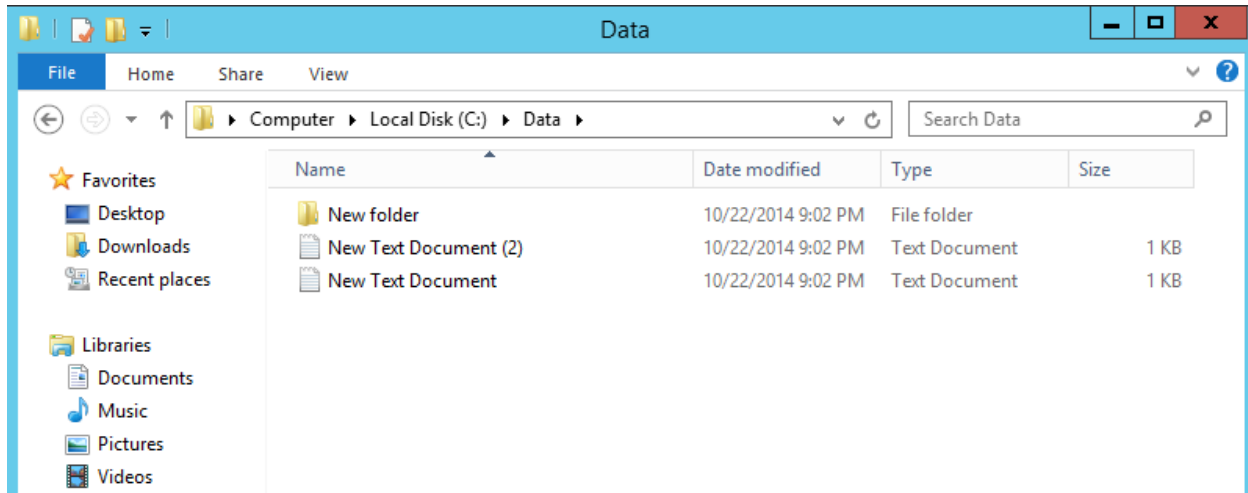 Data
File Home Share View
Computer Local Disk (C:) Data Search Data
Favorites
Desktop
Downloads
Recent places
Libraries
Documents
Music
Pictures
Videos
Name Date modified Type Size
New folder 10/22/2014 9:02 PM File folder
New Text Document (2) 10/22/2014 9:02 PM Text Document 1 KB
New Text Document 10/22/2014 9:02 PM Text Document 1 KB